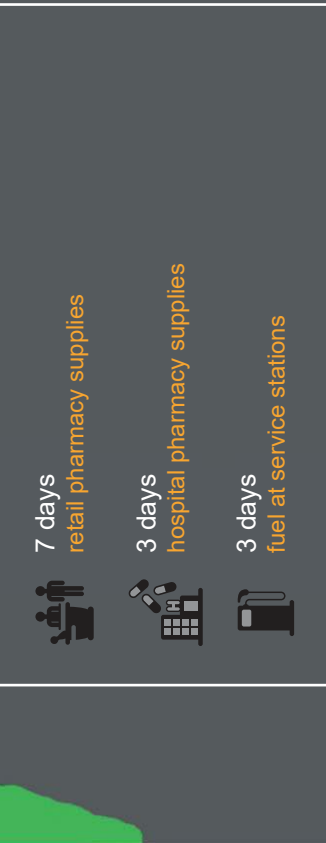 7 days
retail pharmacy supplies
3 days
hospital pharmacy supplies
3 days
fuel at service stations